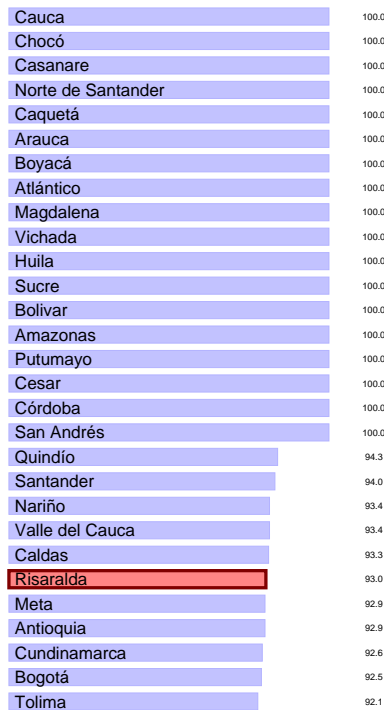 Cauca 100.0
Chocó 100.0
Casanare 100.0
Norte de Santander 100.0
Caquetá 100.0
Arauca 100.0
Boyacá 100.0
Atlántico 100.0
Magdalena 100.0
Vichada 100.0
Huila 100.0
Sucre 100.0
Bolivar 100.0
Amazonas 100.0
Putumayo 100.0
Cesar 100.0
Córdoba 100.0
San Andrés 100.0
Quindío 94.3
Santander 94.0
Nariño 93.4
Valle del Cauca 93.4
Caldas 93.3
Risaralda 93.0
Meta 92.9
Antioquia 92.9
Cundinamarca 92.6
Bogotá 92.5
Tolima 92.1